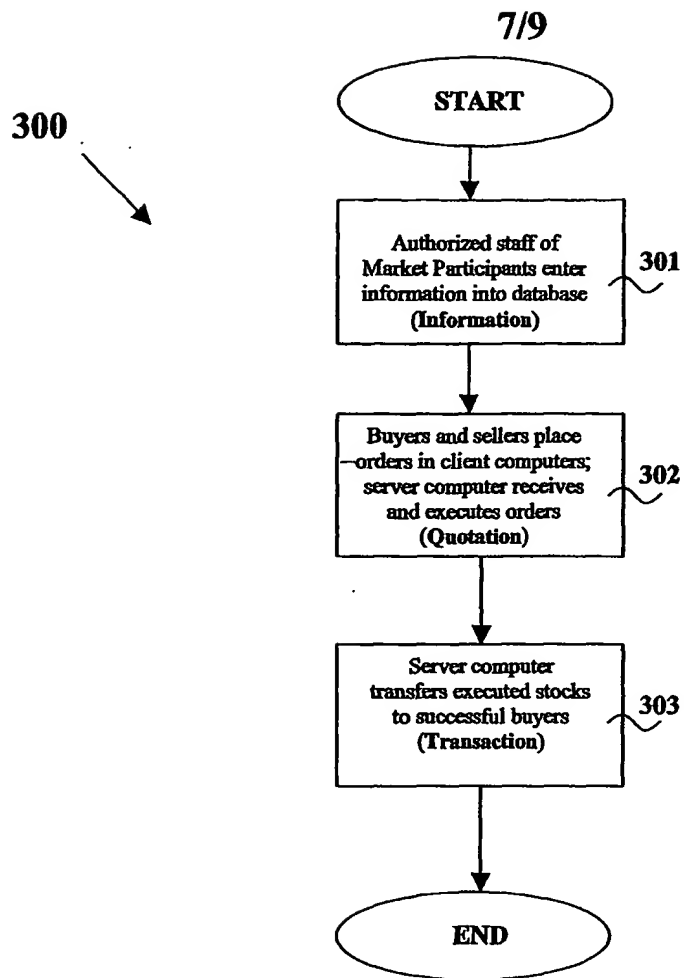 7/9
START
300
Authorized staff of
Market Participants enter
information into database
(Information)
301
Buyers and sellers place
orders in client computers;
server computer receives
and executes orders
(Quotation)
302
Server computer
transfers executed stocks
to successful buyers
(Transaction)
303
END